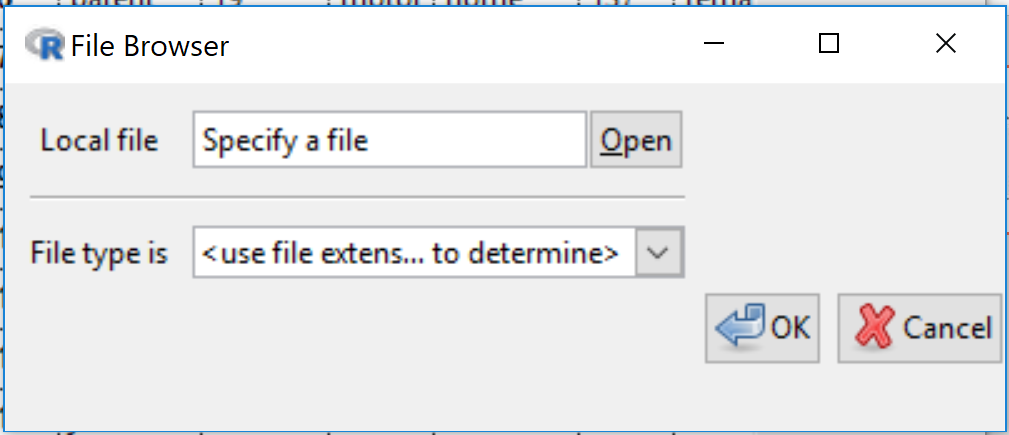 File Browser
Local file Specify a file Open
File type is <use file extens... to determine>
OK Cancel